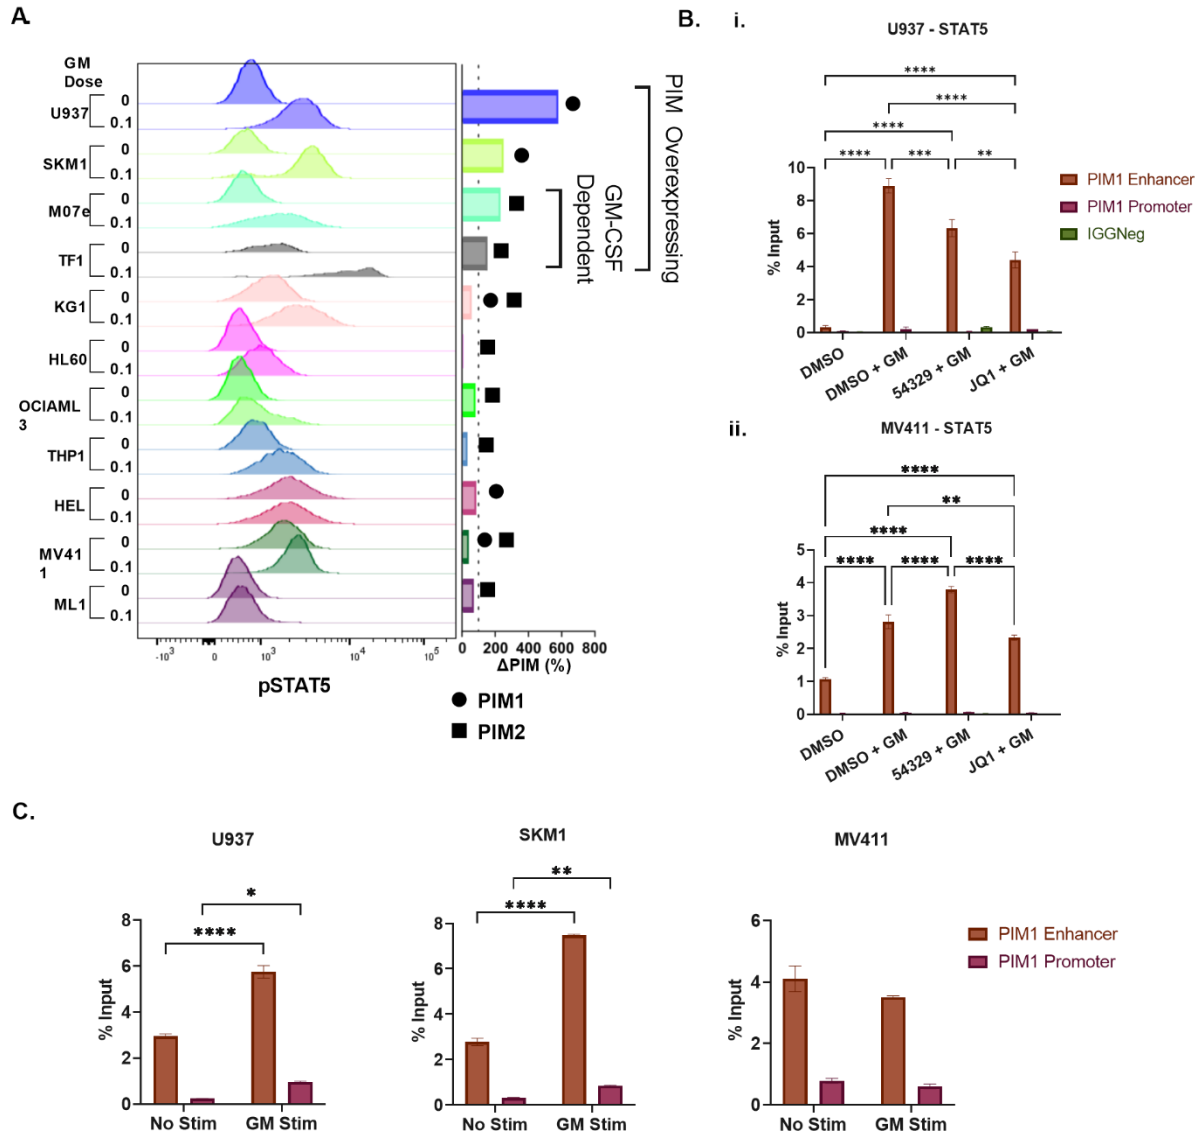 A.
GM
Dose
0
U937
0.1
0
SKM1
0.1
0
M07e
0.1
0
TF1
0.1
0
KG1
0.1
0
HL60
0.1
0
OCIAML
3
0.1
0
THP1
0.1
0
HEL
0.1
0
MV41
1
0.1
0
ML1
0.1
-10³ 0 10³ 10⁴ 10⁵
pSTAT5
0 200 400 600 800
ΔPIM (%)
PIM1
PIM2
PIM Overexpressing
GM-CSF
Dependent
B. i.
U937 - STAT5
****
****
****
**** *** **
10
8
6
4
2
0
% Input
DMSO
DMSO + GM
54329 + GM
JQ1 + GM
PIM1 Enhancer
PIM1 Promoter
IGGNeg
ii.
MV411 - STAT5
****
**
****
**** **** ****
5
4
3
2
1
0
% Input
DMSO
DMSO + GM
54329 + GM
JQ1 + GM
C.
U937
*
****
8
6
4
2
0
% Input
No Stim GM Stim
SKM1
**
****
8
6
4
2
0
% Input
No Stim GM Stim
MV411
6
4
2
0
% Input
No Stim GM Stim
PIM1 Enhancer
PIM1 Promoter